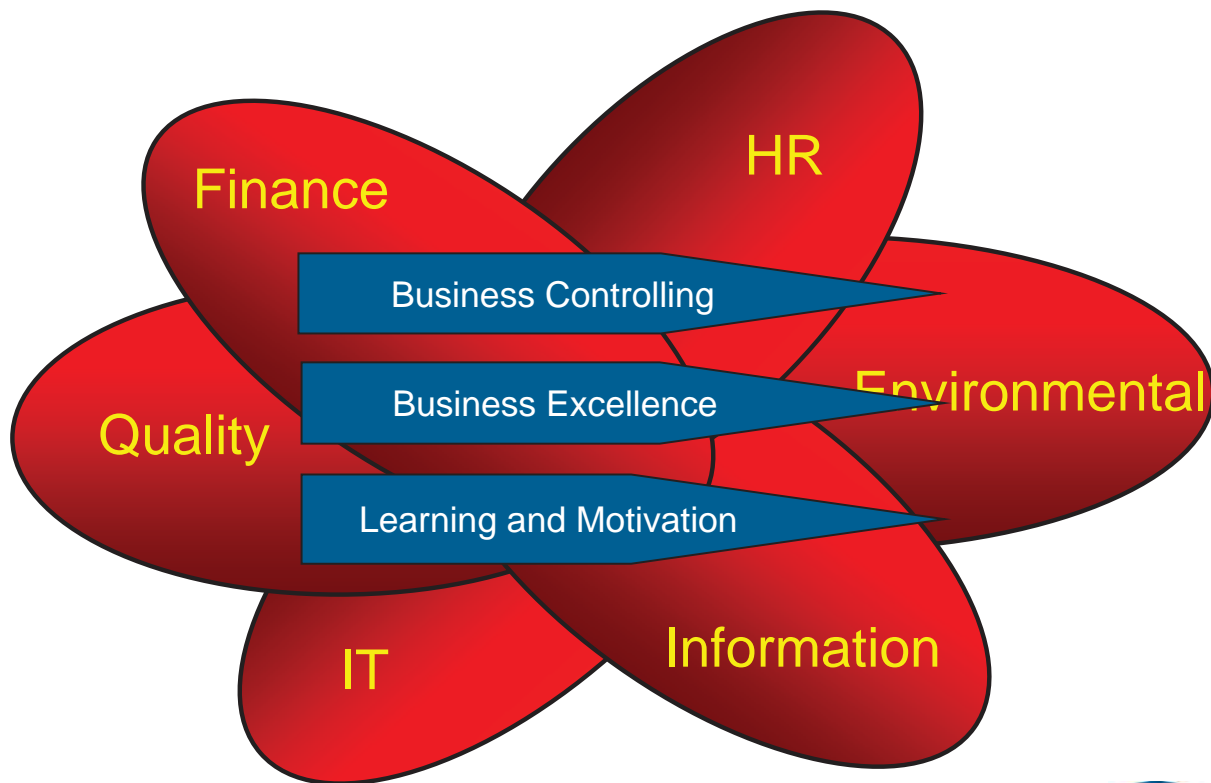 HR
Finance
Business Controlling
Environmental
Business Excellence
Quality
Learning and Motivation
Information
IT